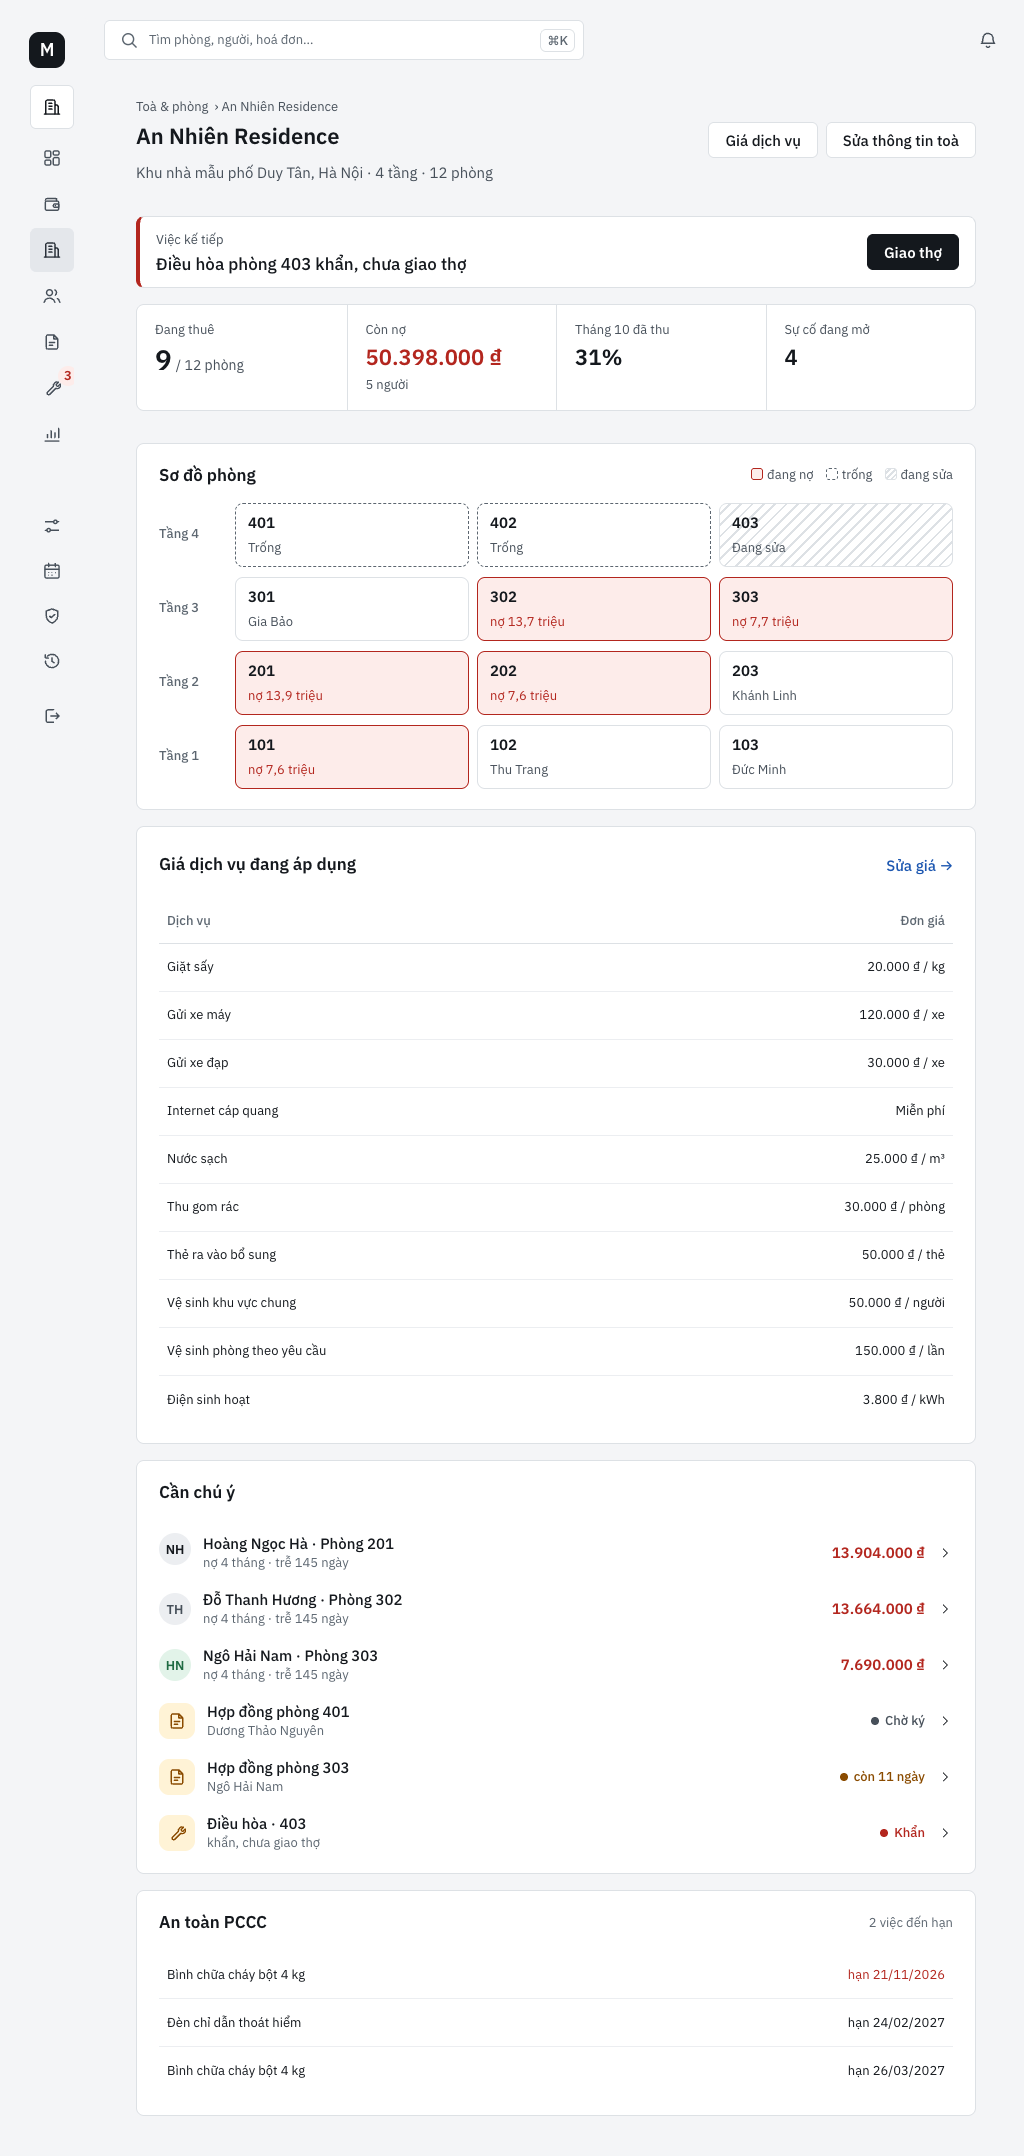 M
Tìm phòng, người, hoá đơn...
⌘K
Toà & phòng › An Nhiên Residence
An Nhiên Residence
Khu nhà mẫu phố Duy Tân, Hà Nội · 4 tầng · 12 phòng
Giá dịch vụ
Sửa thông tin toà
Việc kế tiếp
Điều hòa phòng 403 khẩn, chưa giao thợ
Giao thợ
Đang thuê
9 / 12 phòng
Còn nợ
50.398.000 ₫
5 người
Tháng 10 đã thu
31%
Sự cố đang mở
4
3
Sơ đồ phòng
đang nợ
trống
đang sửa
Tầng 4
401
Trống
402
Trống
403
Đang sửa
Tầng 3
301
Gia Bảo
302
nợ 13,7 triệu
303
nợ 7,7 triệu
Tầng 2
201
nợ 13,9 triệu
202
nợ 7,6 triệu
203
Khánh Linh
Tầng 1
101
nợ 7,6 triệu
102
Thu Trang
103
Đức Minh
Giá dịch vụ đang áp dụng
Sửa giá →
Dịch vụ
Đơn giá
Giặt sấy
20.000 ₫ / kg
Gửi xe máy
120.000 ₫ / xe
Gửi xe đạp
30.000 ₫ / xe
Internet cáp quang
Miễn phí
Nước sạch
25.000 ₫ / m³
Thu gom rác
30.000 ₫ / phòng
Thẻ ra vào bổ sung
50.000 ₫ / thẻ
Vệ sinh khu vực chung
50.000 ₫ / người
Vệ sinh phòng theo yêu cầu
150.000 ₫ / lần
Điện sinh hoạt
3.800 ₫ / kWh
Cần chú ý
NH
Hoàng Ngọc Hà · Phòng 201
nợ 4 tháng · trễ 145 ngày
13.904.000 ₫
TH
Đỗ Thanh Hương · Phòng 302
nợ 4 tháng · trễ 145 ngày
13.664.000 ₫
HN
Ngô Hải Nam · Phòng 303
nợ 4 tháng · trễ 145 ngày
7.690.000 ₫
Hợp đồng phòng 401
Dương Thảo Nguyên
Chờ ký
Hợp đồng phòng 303
Ngô Hải Nam
còn 11 ngày
Điều hòa · 403
khẩn, chưa giao thợ
Khẩn
An toàn PCCC
2 việc đến hạn
Bình chữa cháy bột 4 kg
hạn 21/11/2026
Đèn chỉ dẫn thoát hiểm
hạn 24/02/2027
Bình chữa cháy bột 4 kg
hạn 26/03/2027